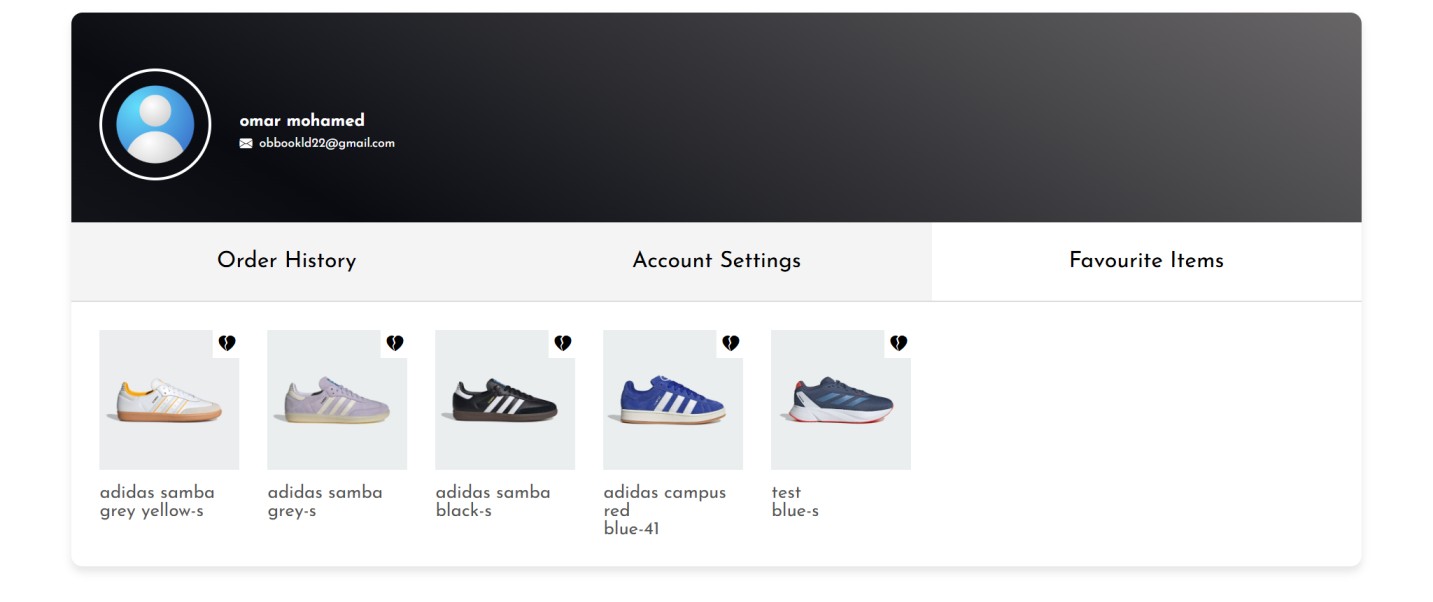 omar mohamed
obbookld22@gmail.com
Order History
Account Settings
Favourite Items
adidas samba
grey yellow-s
adidas samba
grey-s
adidas samba
black-s
adidas campus
red
blue-41
test
blue-s